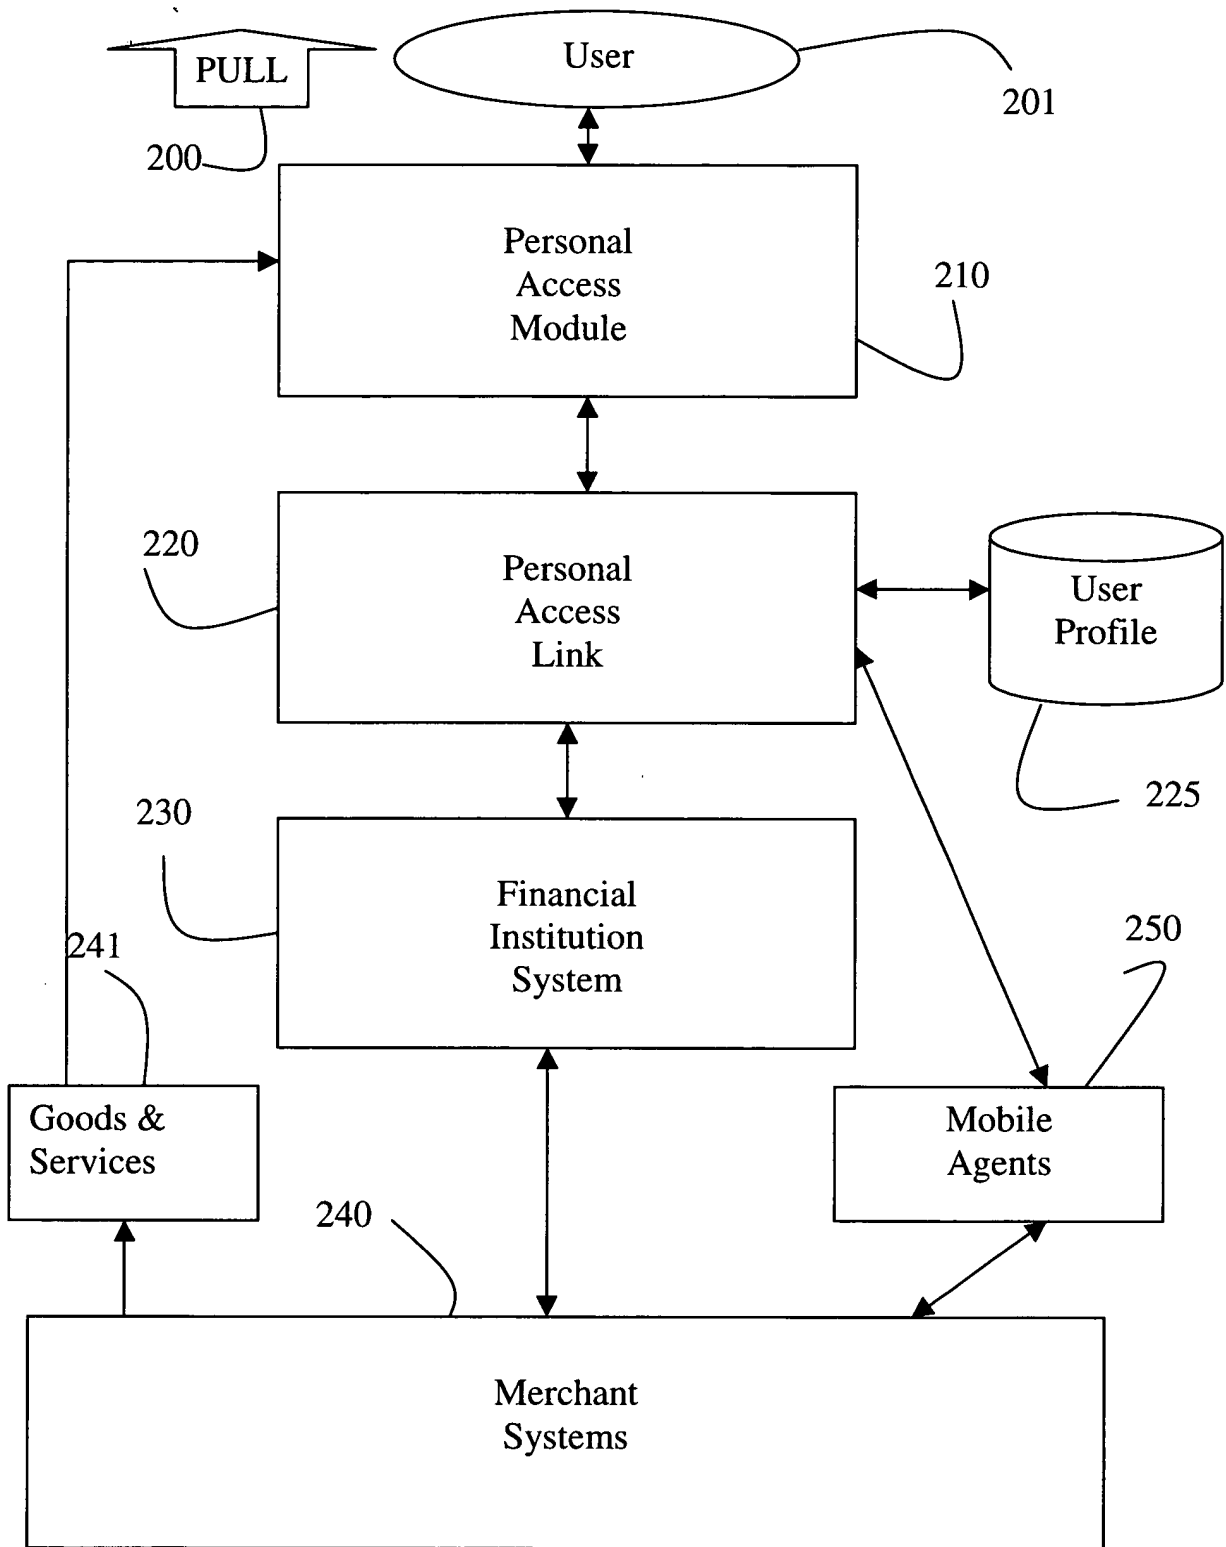 User
PULL
201
200
Personal
Access
Module
210
220
Personal
Access
Link
User
Profile
225
230
Financial
Institution
System
241
250
Goods &
Services
Mobile
Agents
240
Merchant
Systems